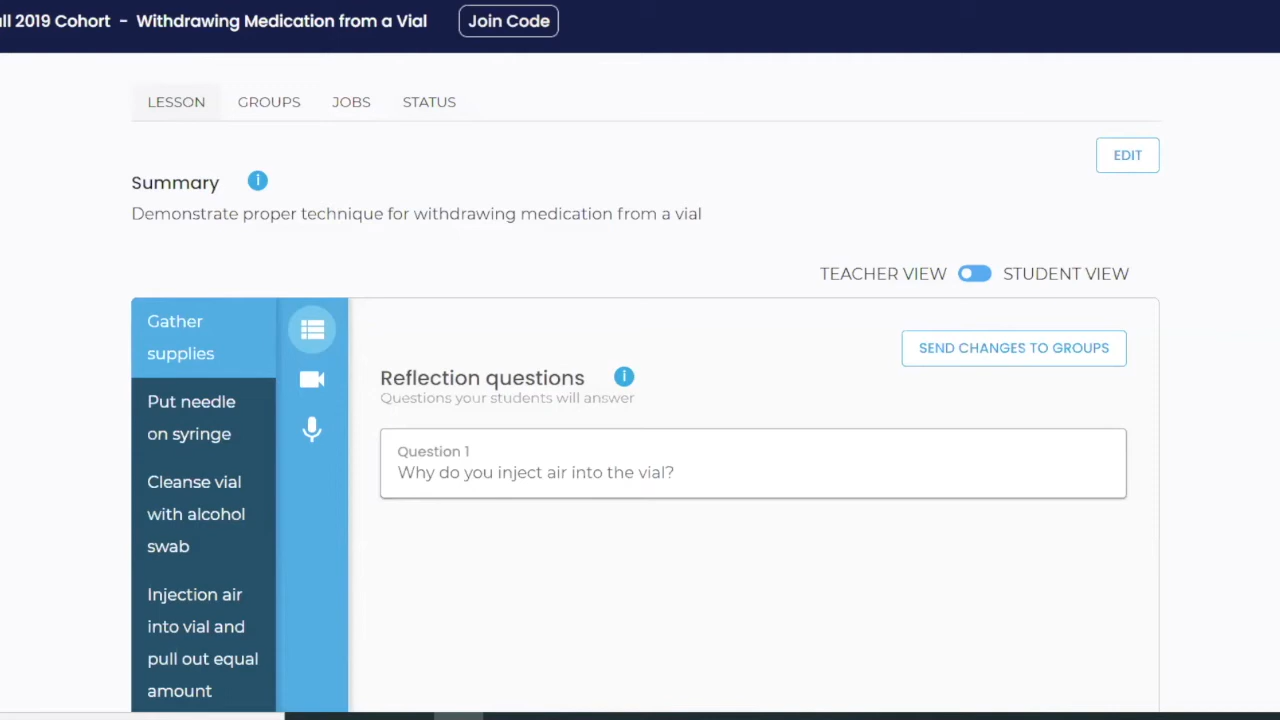 2019 Cohort - Withdrawing Medication from a Vial Join Code
LESSON GROUPS JOBS STATUS
EDIT
Summary i
Demonstrate proper technique for withdrawing medication from a vial
TEACHER VIEW STUDENT VIEW
Gather
supplies
Put needle
on syringe
Cleanse vial
with alcohol
swab
Injection air
into vial and
pull out equal
amount
SEND CHANGES TO GROUPS
Reflection questions i
Questions your students will answer
Question 1
Why do you inject air into the vial?